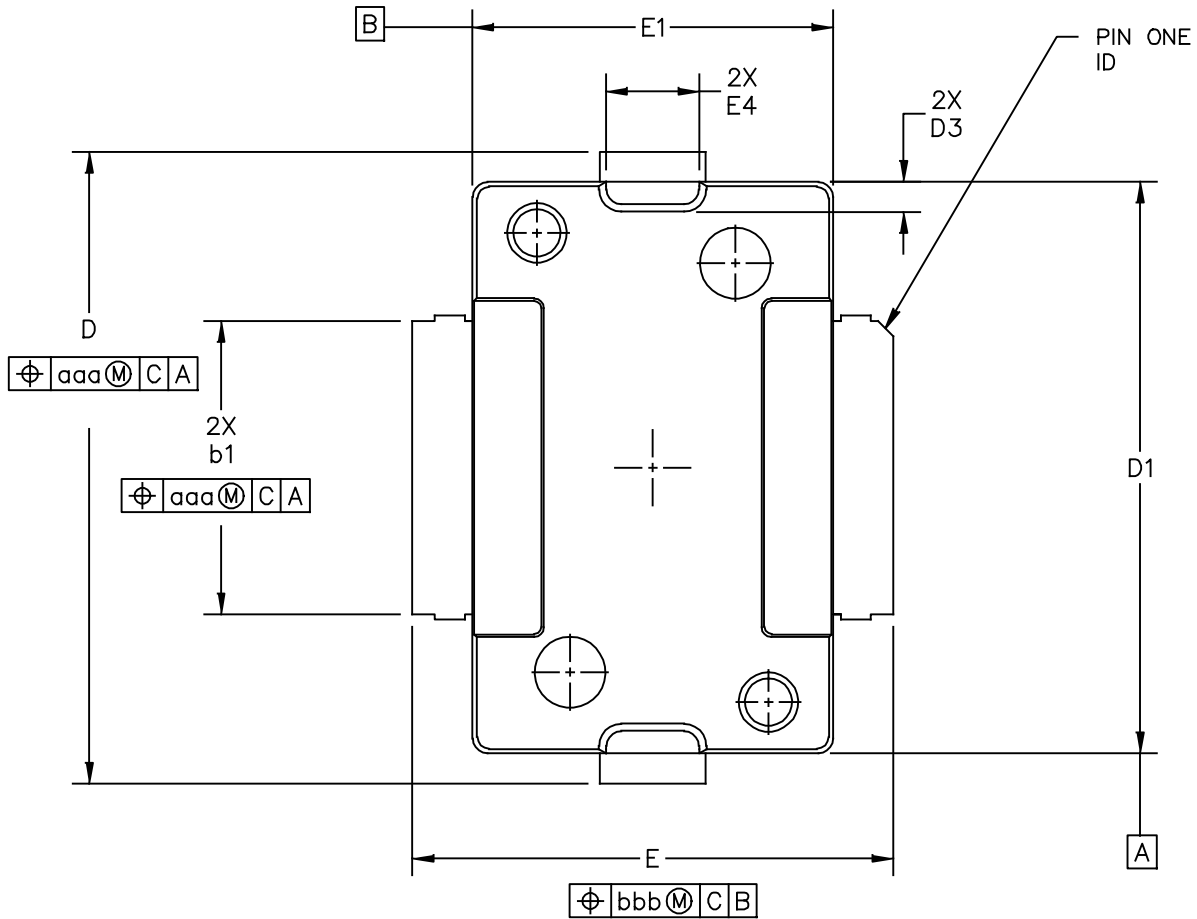 B
E1
PIN ONE
ID
2X
E4
2X
D3
D
⌖ aaa Ⓜ C A
2X
b1
⌖ aaa Ⓜ C A
D1
E
⌖ bbb Ⓜ C B
A